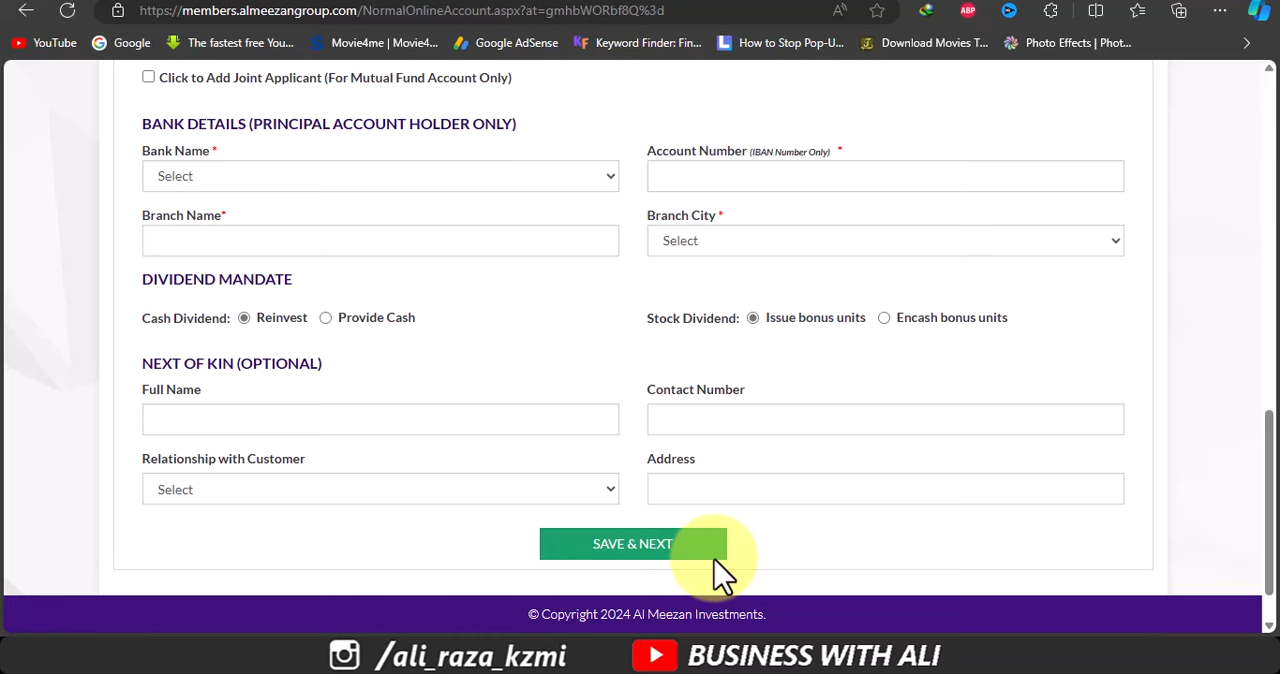 https://members.almeezangroup.com/NormalOnlineAccount.aspx?at=gmhbWORbf8Q%3d
YouTube Google The fastest free You... Movie4me | Movie4... Google AdSense Keyword Finder: Fin... How to Stop Pop-U... Download Movies T... Photo Effects | Phot...
Click to Add Joint Applicant (For Mutual Fund Account Only)
BANK DETAILS (PRINCIPAL ACCOUNT HOLDER ONLY)
Bank Name * Account Number (IBAN Number Only) *
Select
Branch Name* Branch City *
Select
DIVIDEND MANDATE
Cash Dividend: Reinvest Provide Cash Stock Dividend: Issue bonus units Encash bonus units
NEXT OF KIN (OPTIONAL)
Full Name Contact Number
Relationship with Customer Address
Select
SAVE & NEXT
© Copyright 2024 Al Meezan Investments.
/ali_raza_kzmi BUSINESS WITH ALI